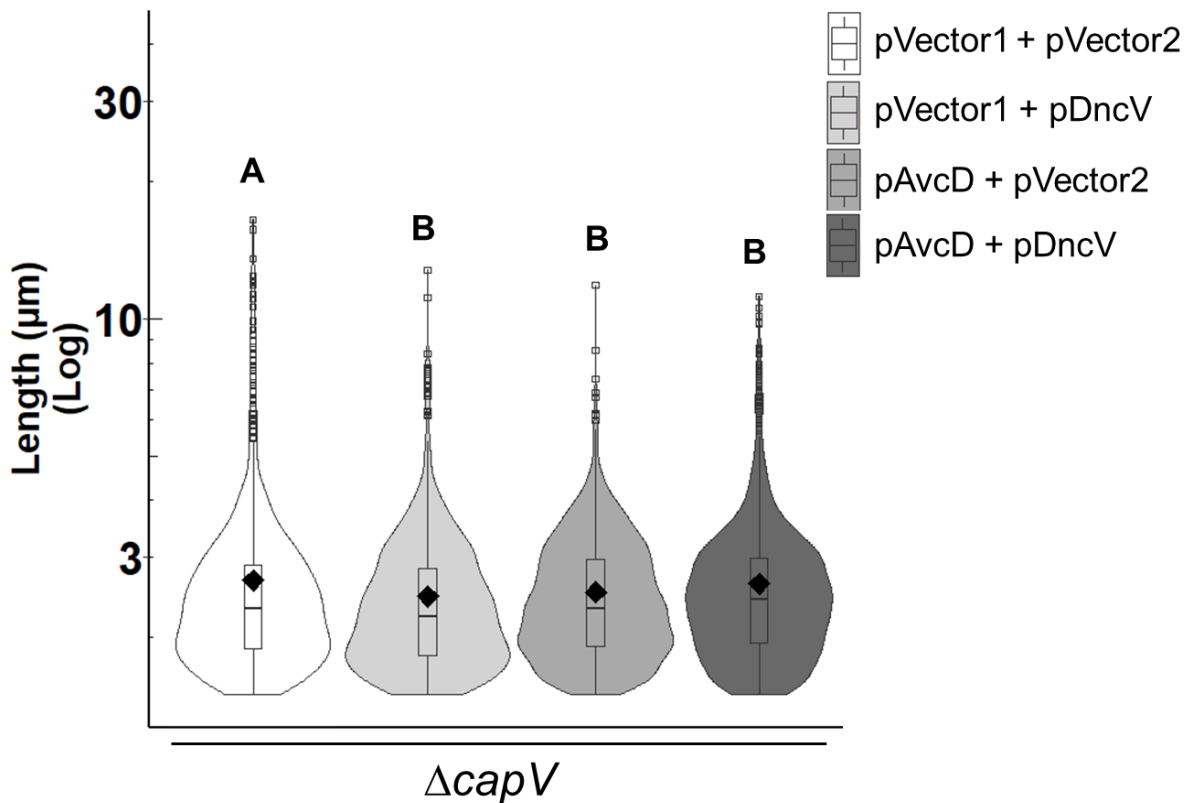 pVector1 + pVector2
pVector1 + pDncV
pAvcD + pVector2
pAvcD + pDncV
30
10
3
Length (µm)
(Log)
A
B
B
B
ΔcapV